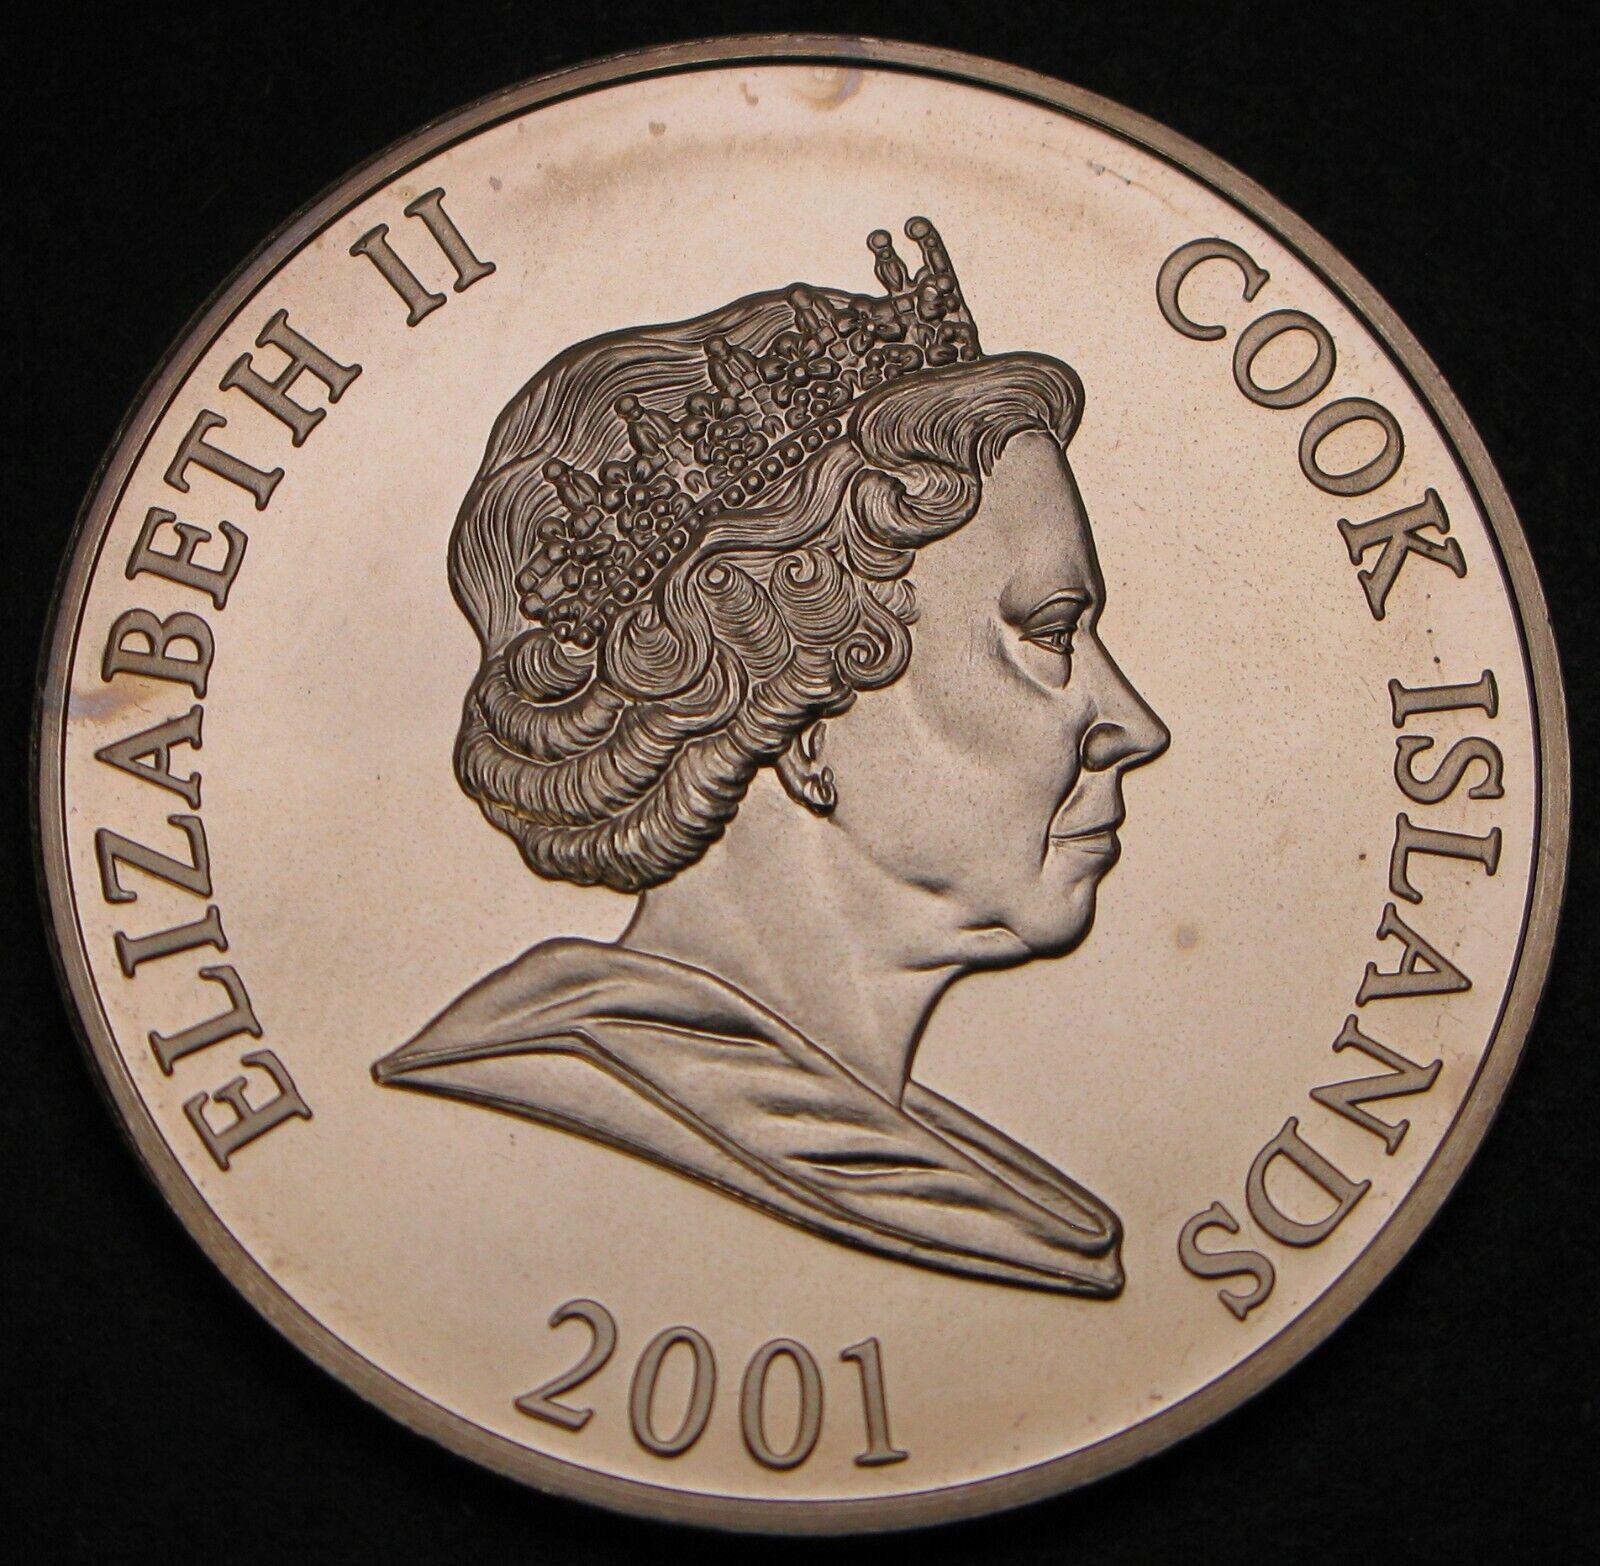 ELIZABETH II
COOK ISLANDS
2001